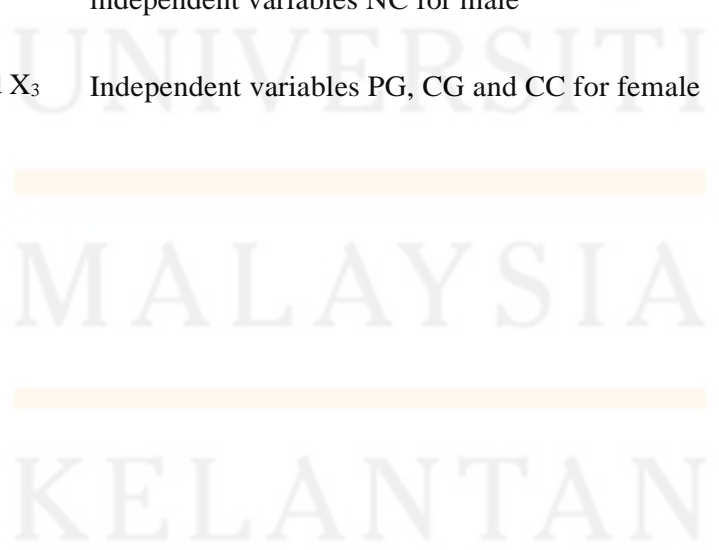 independent variables NC for male
UNIVERSITI
X₃ Independent variables PG, CG and CC for female
MALAYSIA
KELANTAN